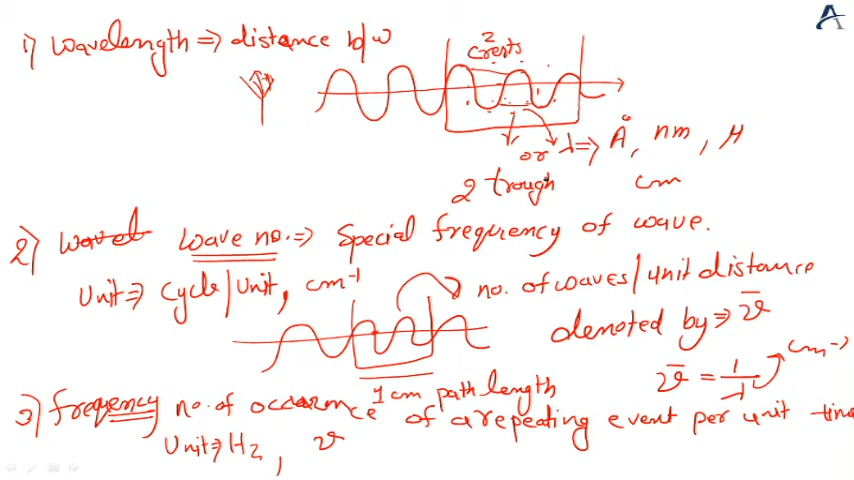 1) Wavelength ⇒ distance b/w
2 crests
or λ ⇒ Å, nm, μ
2 trough
cm
2) Wave no. ⇒ Special frequency of wave.
Unit ⇒ cycle/Unit, cm⁻¹
no. of waves/unit distance
denoted by ⇒ ν̄
ν̄ = 1/λ cm⁻¹
1 cm path length
3) frequency no. of occurence of a repeating event per unit time
Unit ⇒ Hz, ν